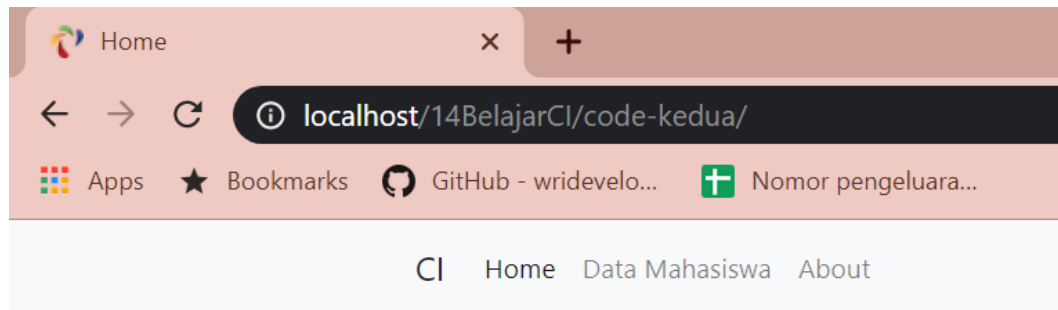 Home
localhost/14BelajarCI/code-kedua/
Apps Bookmarks GitHub - wridevelo... Nomor pengeluara...
CI Home Data Mahasiswa About